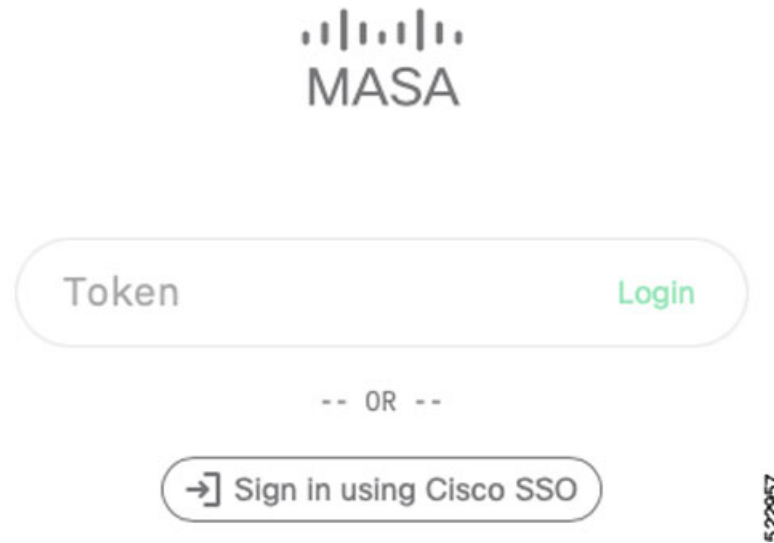 MASA
Token
Login
-- OR --
Sign in using Cisco SSO
522957